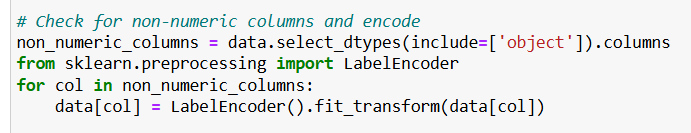 # Check for non-numeric columns and encode
non_numeric_columns = data.select_dtypes(include=['object']).columns
from sklearn.preprocessing import LabelEncoder
for col in non_numeric_columns:
    data[col] = LabelEncoder().fit_transform(data[col])